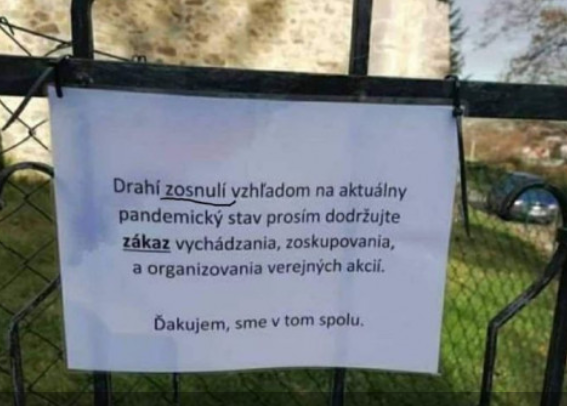 Drahí zosnulí vzhľadom na aktuálny
pandemický stav prosím dodržujte
zákaz vychádzania, zoskupovania,
a organizovania verejných akcií.
Ďakujem, sme v tom spolu.